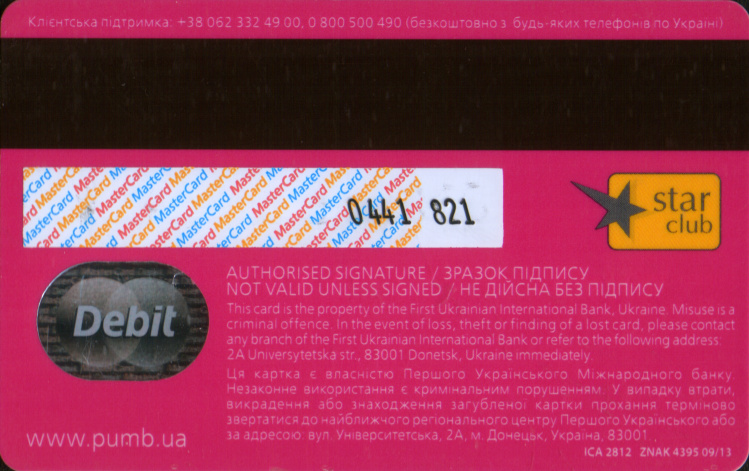 Клієнтська підтримка: +38 062 332 49 00, 0 800 500 490 (безкоштовно з будь-яких телефонів по Україні)
MasterCard MasterCard MasterCard MasterCard MasterCard
0441 821
star
club
Debit
AUTHORISED SIGNATURE / ЗРАЗОК ПІДПИСУ
NOT VALID UNLESS SIGNED / НЕ ДІЙСНА БЕЗ ПІДПИСУ
This card is the property of the First Ukrainian International Bank, Ukraine. Misuse is a
criminal offence. In the event of loss, theft or finding of a lost card, please contact
any branch of the First Ukrainian International Bank or refer to the following address:
2A Universytetska str., 83001 Donetsk, Ukraine immediately.
Ця картка є власністю Першого Українського Міжнародного банку.
Незаконне використання є кримінальним порушенням. У випадку втрати,
викрадення або знаходження загубленої картки прохання терміново
звертатися до найближчого регіонального центру Першого Українського або
за адресою: вул. Університетська, 2А, м. Донецьк, Україна, 83001.,
www.pumb.ua
ICA 2812 ZNAK 4395 09/13